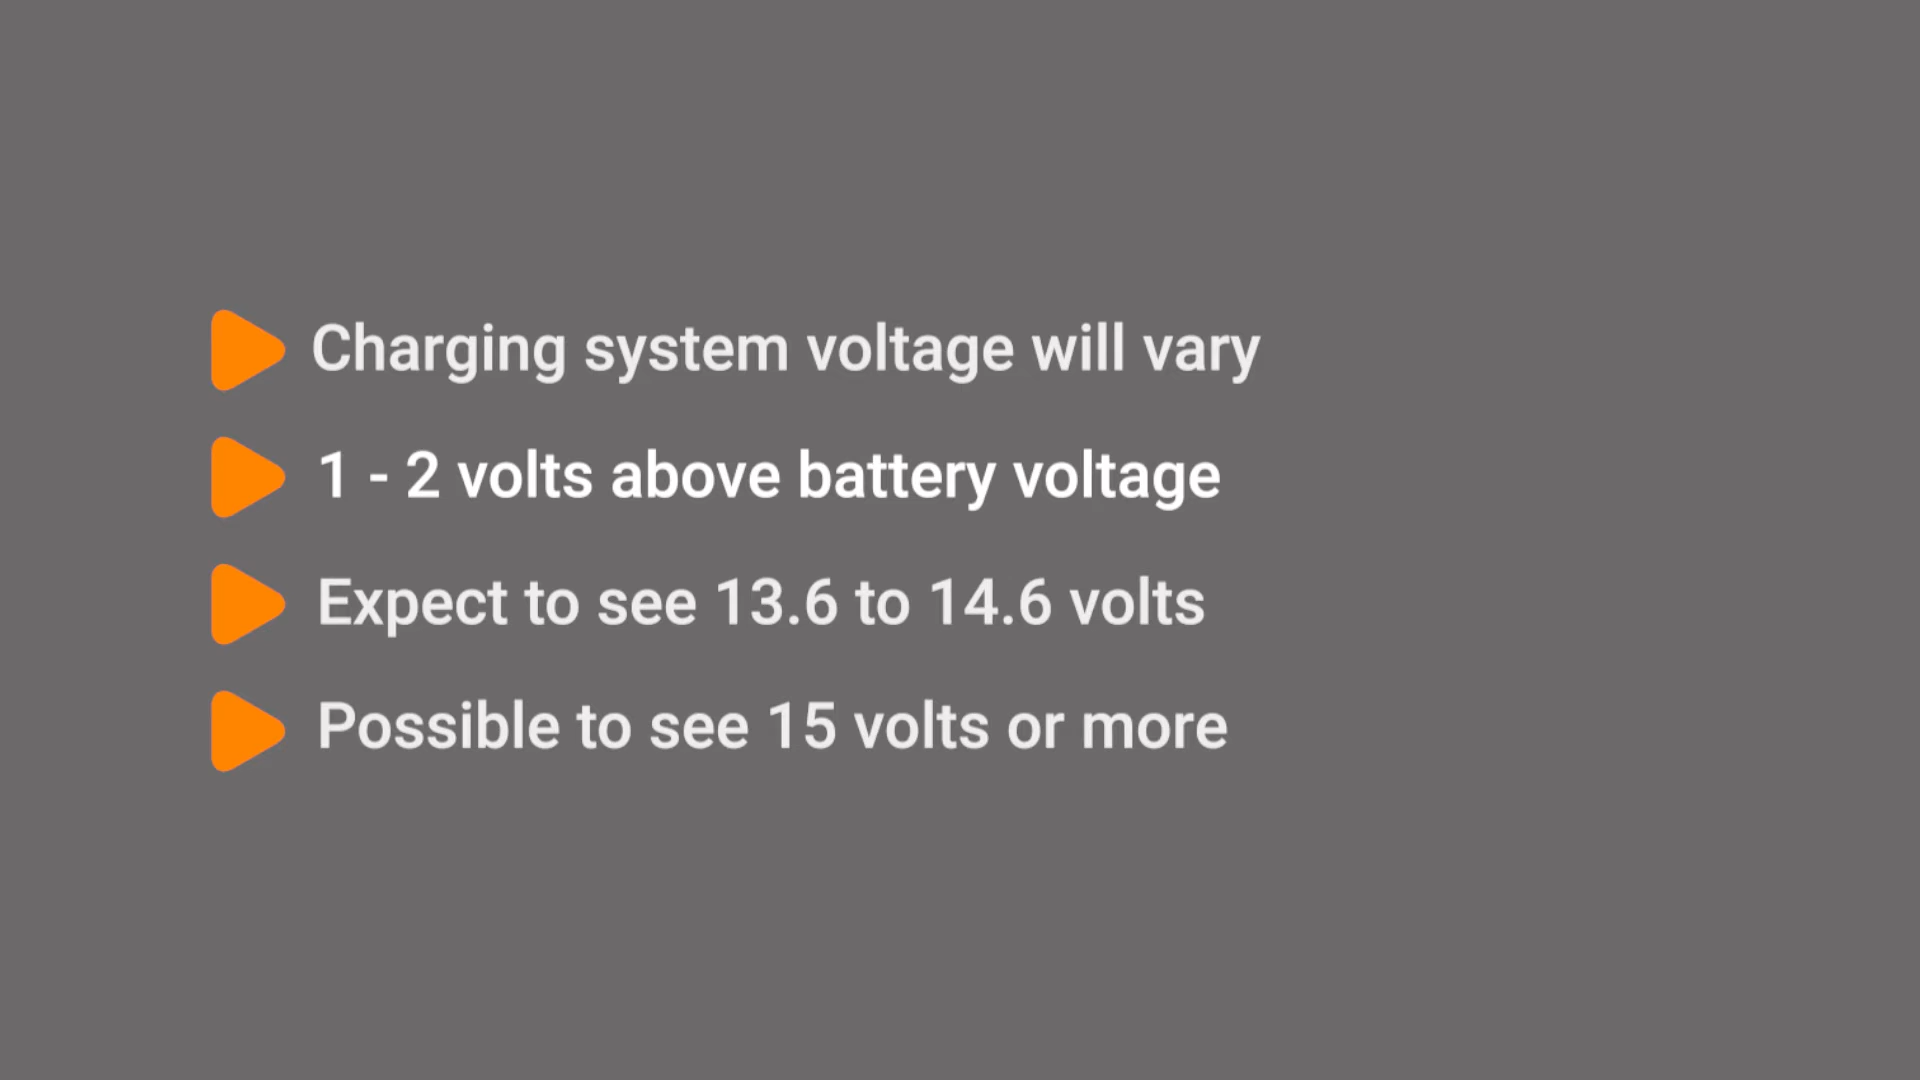 Charging system voltage will vary
1 - 2 volts above battery voltage
Expect to see 13.6 to 14.6 volts
Possible to see 15 volts or more